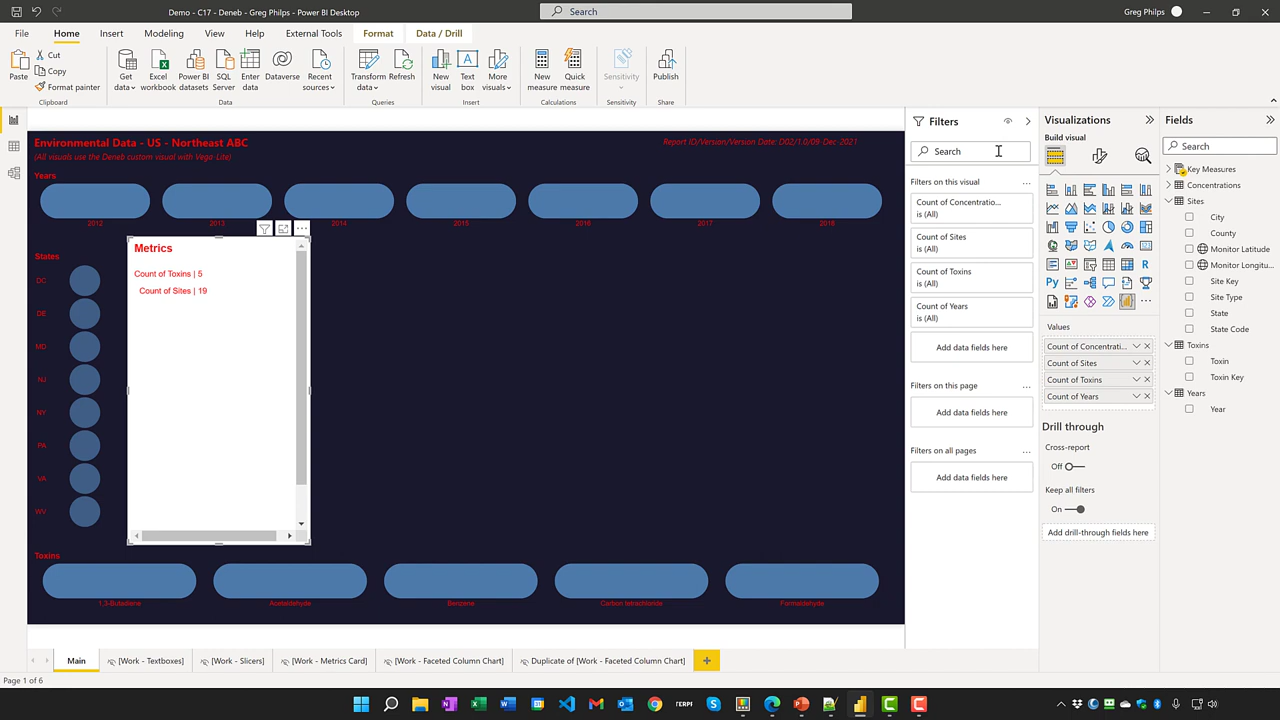 Demo - C17 - Deneb - Greg Philps - Power BI Desktop
Search
Greg Philps
File
Home
Insert
Modeling
View
Help
External Tools
Format
Data / Drill
Paste
Cut
Copy
Format painter
Clipboard
Get data
Excel workbook
Power BI datasets
SQL Server
Enter data
Dataverse
Recent sources
Data
Transform data
Refresh
Queries
New visual
Text box
More visuals
Insert
New measure
Quick measure
Calculations
Sensitivity
Sensitivity
Publish
Share
Environmental Data - US - Northeast ABC
(All visuals use the Deneb custom visual with Vega-Lite)
Report ID/Version/Version Date: D02/1.0/09-Dec-2021
Years
2012
2013
2014
2015
2016
2017
2018
States
DC
DE
MD
NJ
NY
PA
VA
WV
Metrics
Count of Toxins | 5
Count of Sites | 19
Toxins
1,3-Butadiene
Acetaldehyde
Benzene
Carbon tetrachloride
Formaldehyde
Filters
Search
Filters on this visual
Count of Concentratio...
is (All)
Count of Sites
is (All)
Count of Toxins
is (All)
Count of Years
is (All)
Add data fields here
Filters on this page
Add data fields here
Filters on all pages
Add data fields here
Visualizations
Build visual
Values
Count of Concentrati...
Count of Sites
Count of Toxins
Count of Years
Drill through
Cross-report
Off
Keep all filters
On
Add drill-through fields here
Fields
Search
Key Measures
Concentrations
Sites
City
County
Monitor Latitude
Monitor Longitu...
Site Key
Site Type
State
State Code
Toxins
Toxin
Toxin Key
Years
Year
Main
[Work - Textboxes]
[Work - Slicers]
[Work - Metrics Card]
[Work - Faceted Column Chart]
Duplicate of [Work - Faceted Column Chart]
Page 1 of 6